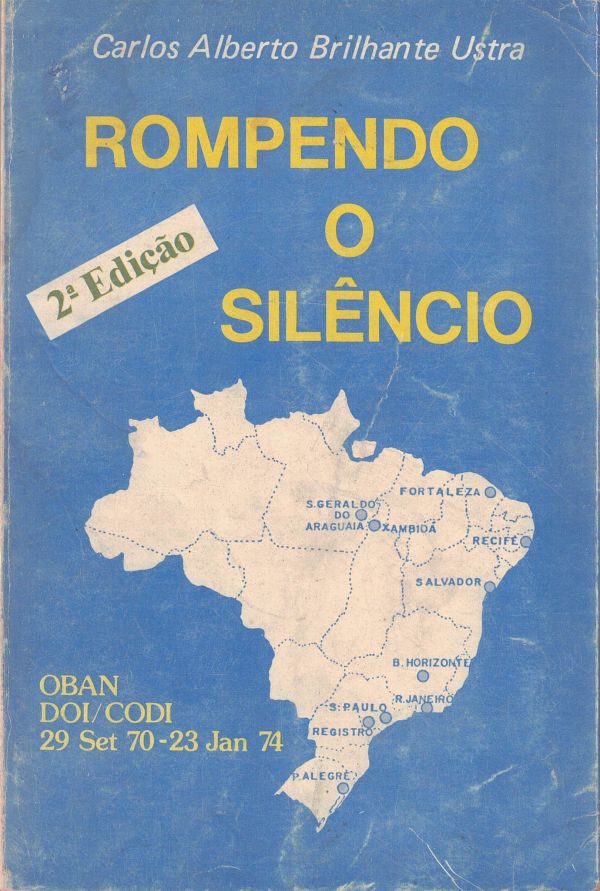 Carlos Alberto Brilhante Ustra
ROMPENDO
O
SILÊNCIO
2ª Edição
FORTALEZA
S.GERALDO
DO
ARAGUAIA
XAMBIOÁ
RECIFE
SALVADOR
B. HORIZONTE
R.JANEIRO
S.PAULO
REGISTRO
P.ALEGRE
OBAN
DOI/CODI
29 Set 70-23 Jan 74